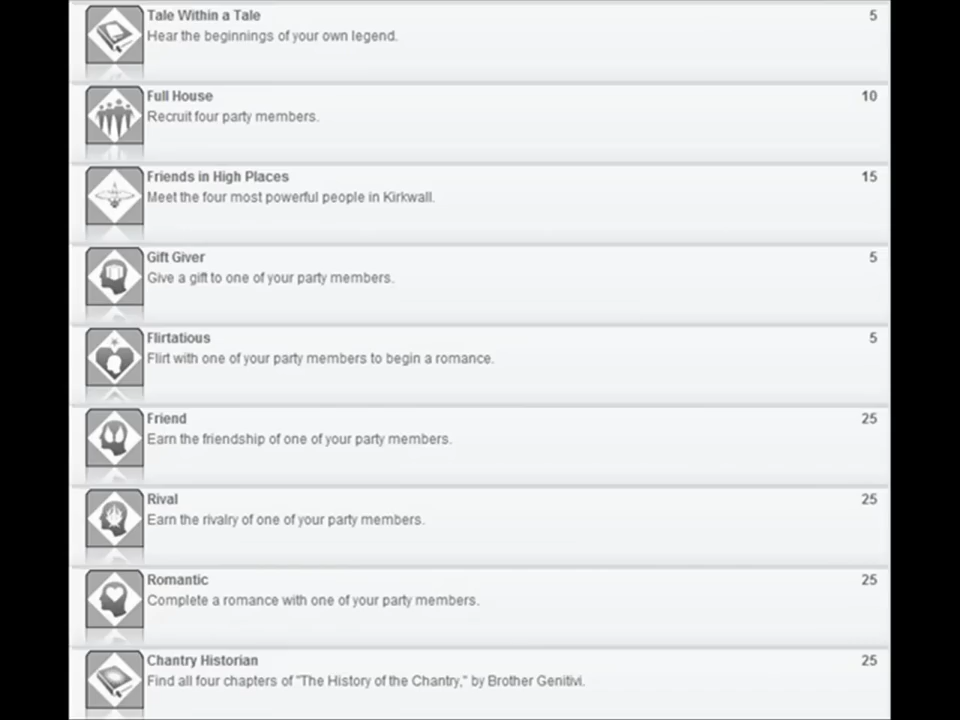 Tale Within a Tale 5
Hear the beginnings of your own legend.
Full House 10
Recruit four party members.
Friends in High Places 15
Meet the four most powerful people in Kirkwall.
Gift Giver 5
Give a gift to one of your party members.
Flirtatious 5
Flirt with one of your party members to begin a romance.
Friend 25
Earn the friendship of one of your party members.
Rival 25
Earn the rivalry of one of your party members.
Romantic 25
Complete a romance with one of your party members.
Chantry Historian 25
Find all four chapters of "The History of the Chantry," by Brother Genitivi.